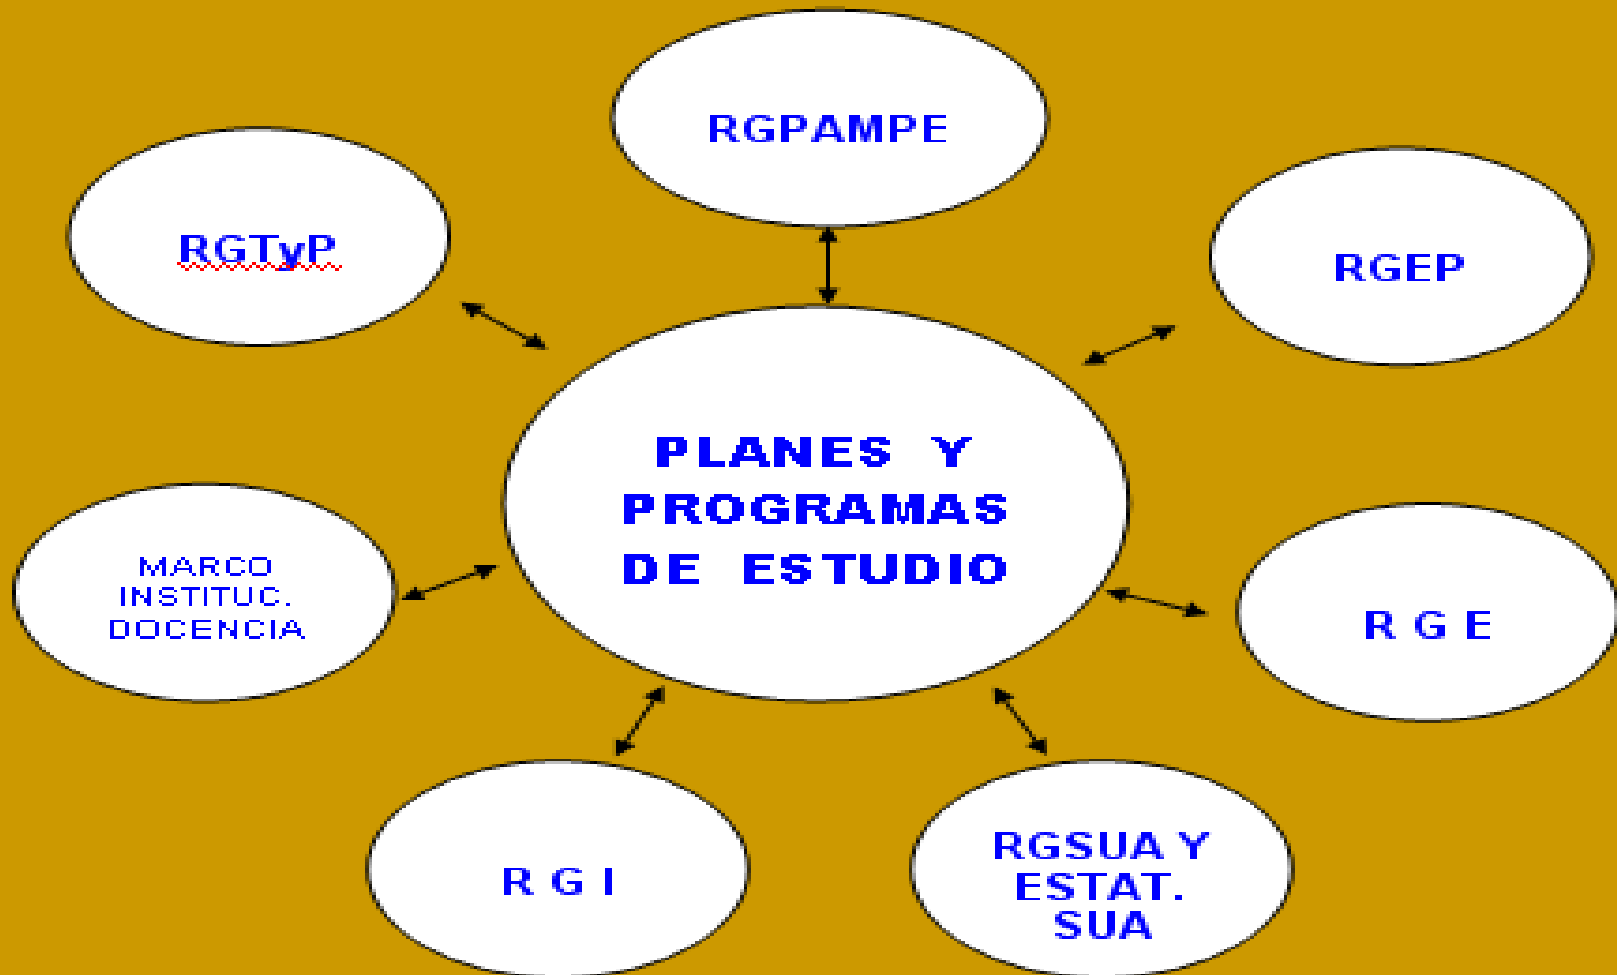 RGPAMPE
RGTyP
RGEP
PLANES Y
PROGRAMAS
DE ESTUDIO
MARCO
INSTITUC.
DOCENCIA
R G E
R G I
RGSUA Y
ESTAT.
SUA